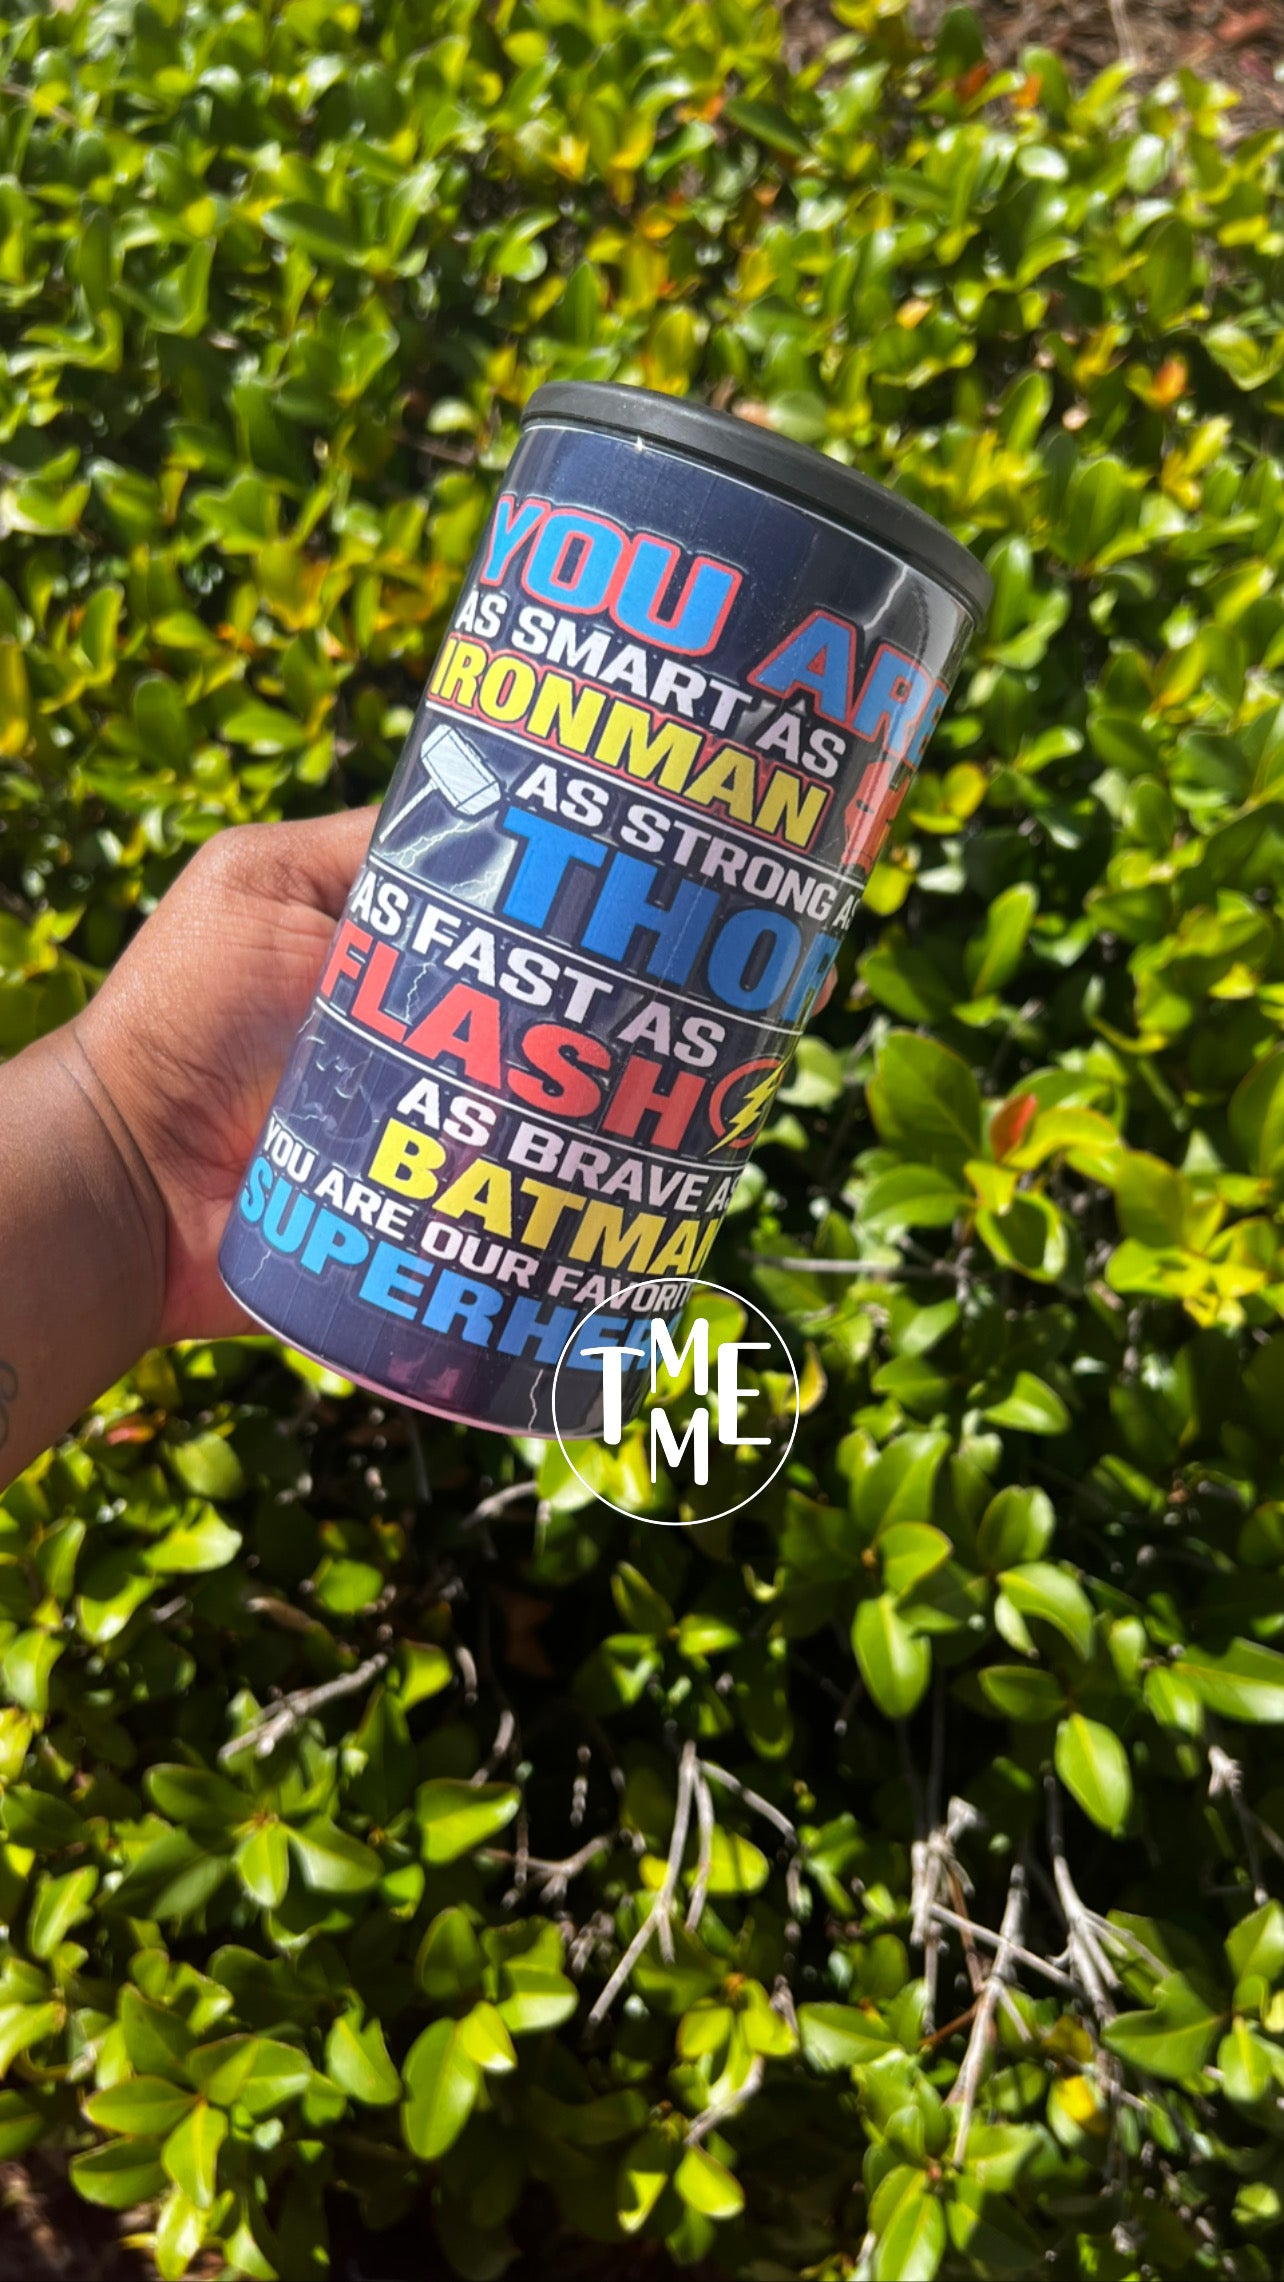 YOU ARE
AS SMART AS
IRONMAN
AS STRONG AS
THOR
AS FAST AS
FLASH
AS BRAVE AS
BATMAN
YOU ARE OUR FAVORITE
SUPERHERO
TMME